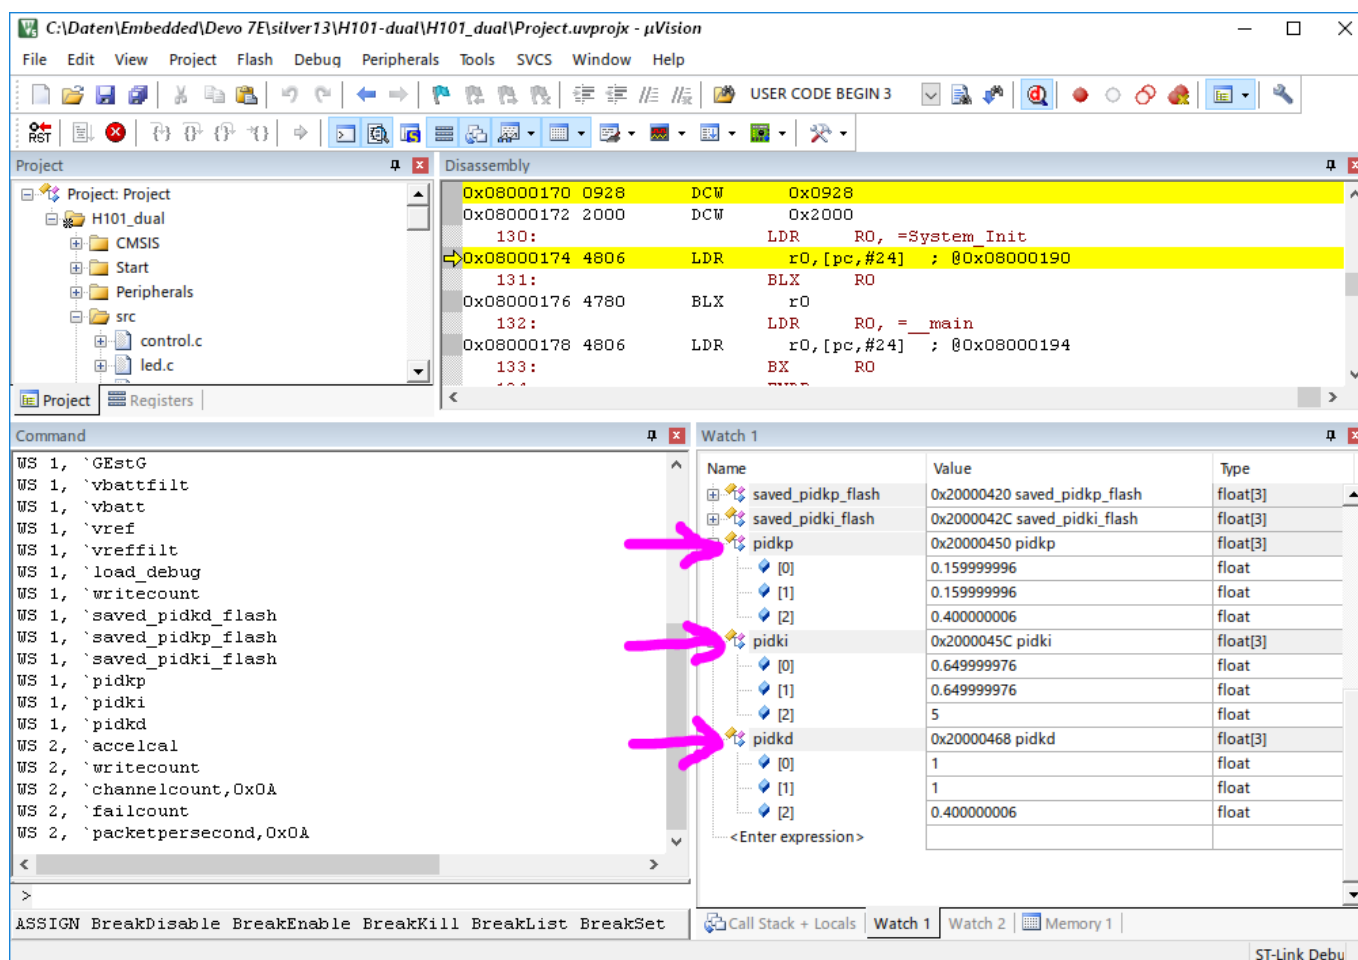 C:\Daten\Embedded\Devo 7E\silver13\H101-dual\H101_dual\Project.uvprojx - µVision
File Edit View Project Flash Debug Peripherals Tools SVCS Window Help
USER CODE BEGIN 3
RST
Project
Project: Project
H101_dual
CMSIS
Start
Peripherals
src
control.c
led.c
Project Registers
Disassembly
0x08000170 0928 DCW 0x0928
0x08000172 2000 DCW 0x2000
130: LDR R0, =System_Init
0x08000174 4806 LDR r0,[pc,#24] ; @0x08000190
131: BLX R0
0x08000176 4780 BLX r0
132: LDR R0, =__main
0x08000178 4806 LDR r0,[pc,#24] ; @0x08000194
133: BX R0
Command
WS 1, `GEstG
WS 1, `vbattfilt
WS 1, `vbatt
WS 1, `vref
WS 1, `vreffilt
WS 1, `load_debug
WS 1, `writecount
WS 1, `saved_pidkd_flash
WS 1, `saved_pidkp_flash
WS 1, `saved_pidki_flash
WS 1, `pidkp
WS 1, `pidki
WS 1, `pidkd
WS 2, `accelcal
WS 2, `writecount
WS 2, `channelcount,0x0A
WS 2, `failcount
WS 2, `packetpersecond,0x0A
>
ASSIGN BreakDisable BreakEnable BreakKill BreakList BreakSet
Watch 1
Name Value Type
saved_pidkp_flash 0x20000420 saved_pidkp_flash float[3]
saved_pidki_flash 0x2000042C saved_pidki_flash float[3]
pidkp 0x20000450 pidkp float[3]
[0] 0.159999996 float
[1] 0.159999996 float
[2] 0.400000006 float
pidki 0x2000045C pidki float[3]
[0] 0.649999976 float
[1] 0.649999976 float
[2] 5 float
pidkd 0x20000468 pidkd float[3]
[0] 1 float
[1] 1 float
[2] 0.400000006 float
<Enter expression>
Call Stack + Locals Watch 1 Watch 2 Memory 1
ST-Link Debu